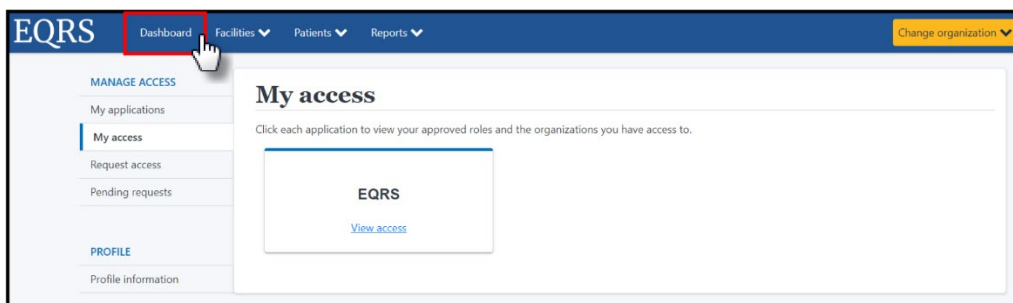 EQRS Dashboard Facilities Patients Reports Change organization
MANAGE ACCESS
My applications
My access
Request access
Pending requests
PROFILE
Profile information
My access
Click each application to view your approved roles and the organizations you have access to.
EQRS
View access